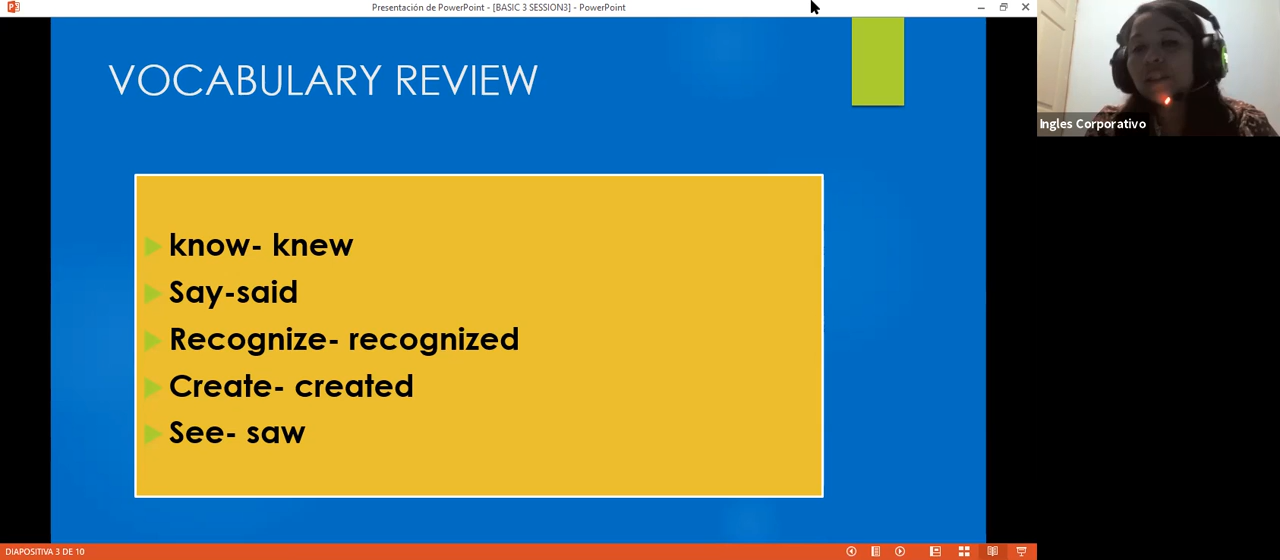 Presentación de PowerPoint - [BASIC 3 SESSION3] - PowerPoint
VOCABULARY REVIEW
know- knew
Say-said
Recognize- recognized
Create- created
See- saw
Ingles Corporativo
DIAPOSITIVA 3 DE 10